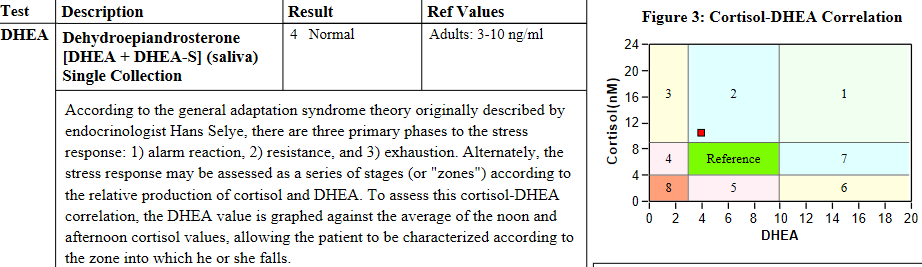 Test Description Result Ref Values
DHEA Dehydroepiandrosterone 4 Normal Adults: 3-10 ng/ml
[DHEA + DHEA-S] (saliva)
Single Collection
According to the general adaptation syndrome theory originally described by
endocrinologist Hans Selye, there are three primary phases to the stress
response: 1) alarm reaction, 2) resistance, and 3) exhaustion. Alternately, the
stress response may be assessed as a series of stages (or "zones") according to
the relative production of cortisol and DHEA. To assess this cortisol-DHEA
correlation, the DHEA value is graphed against the average of the noon and
afternoon cortisol values, allowing the patient to be characterized according to
the zone into which he or she falls.
Figure 3: Cortisol-DHEA Correlation
Cortisol(nM)
24
20
16
12
8
4
0
3 2 1
4 Reference 7
8 5 6
0 2 4 6 8 10 12 14 16 18 20
DHEA